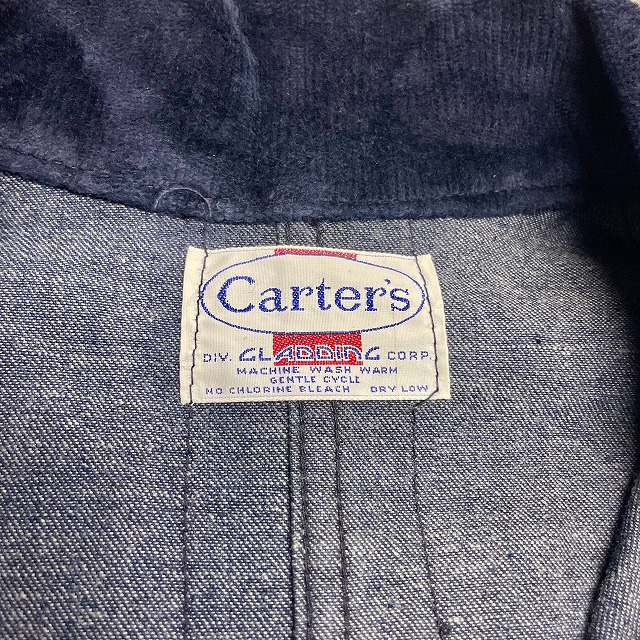 Carter's
DIV. GLADDING CORP.
MACHINE WASH WARM
GENTLE CYCLE
NO CHLORINE BLEACH DRY LOW